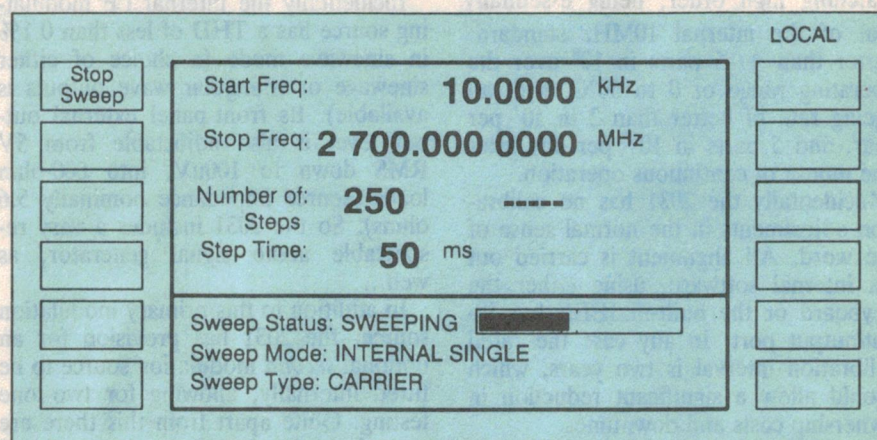 LOCAL
Stop
Sweep
Start Freq: 10.0000 kHz
Stop Freq: 2 700.000 0000 MHz
Number of: 250 ----
Steps
Step Time: 50 ms
Sweep Status: SWEEPING
Sweep Mode: INTERNAL SINGLE
Sweep Type: CARRIER